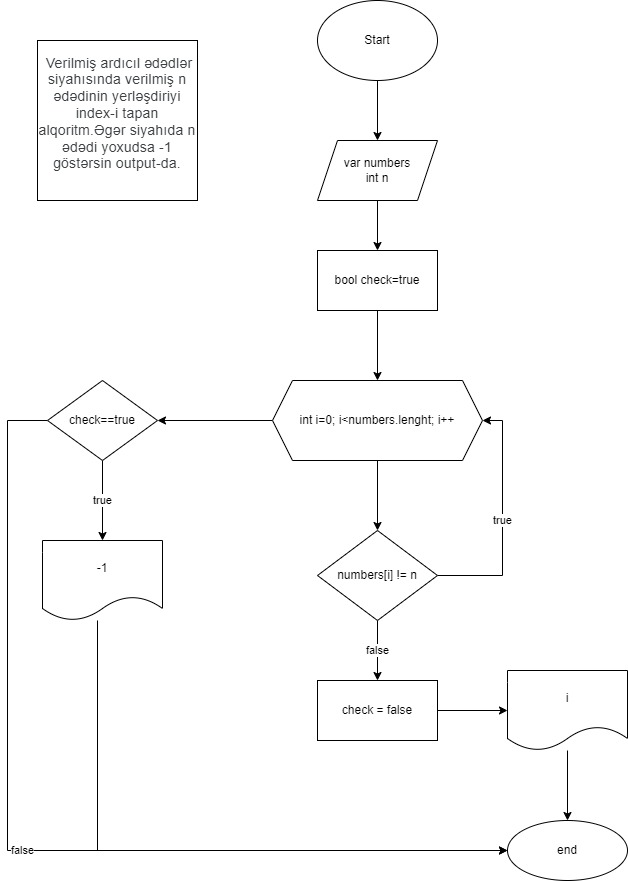 Start
Verilmiş ardıcıl ədədlər
siyahısında verilmiş n
ədədinin yerləşdiriyi
index-i tapan
alqoritm.Əgər siyahıda n
ədədi yoxudsa -1
göstərsin output-da.
var numbers
int n
bool check=true
int i=0; i<numbers.lenght; i++
check==true
true
-1
true
numbers[i] != n
false
check = false
i
false
end